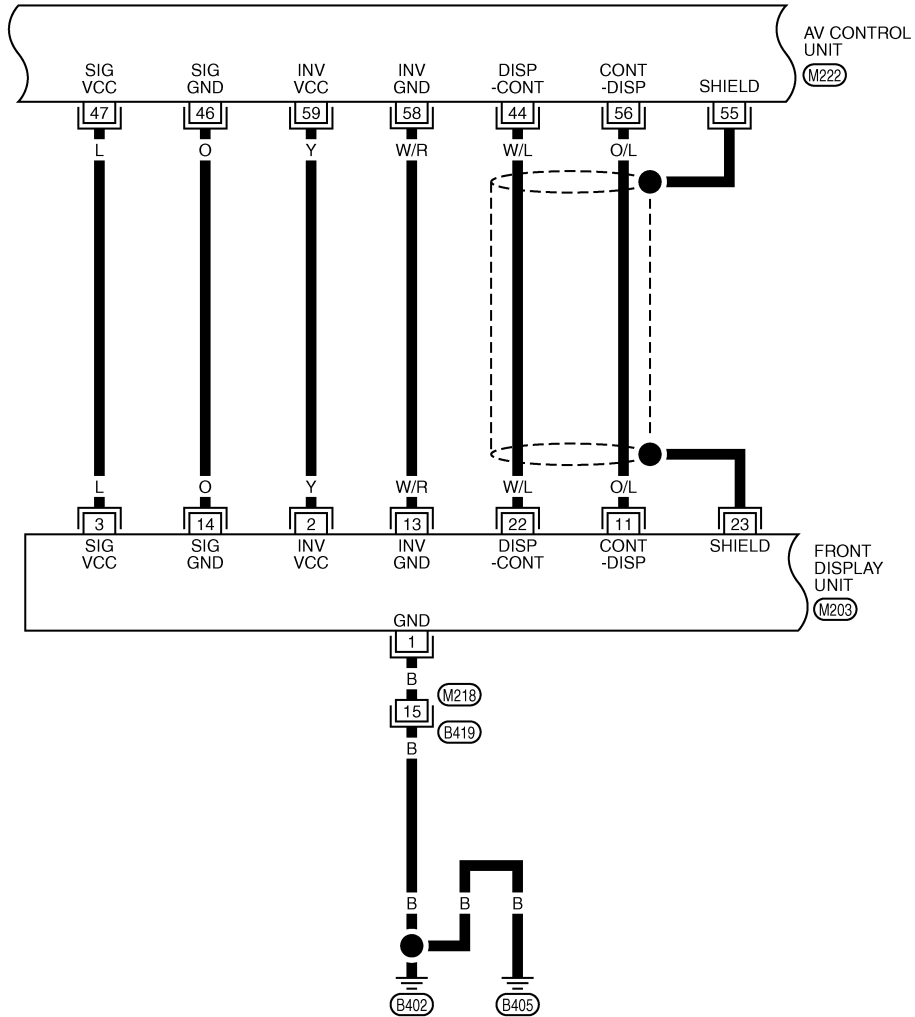 AV CONTROL
UNIT
M222
SIG
VCC
SIG
GND
INV
VCC
INV
GND
DISP
-CONT
CONT
-DISP
SHIELD
47 46 59 58 44 56 55
L O Y W/R W/L O/L
L O Y W/R W/L O/L
3 14 2 13 22 11 23
SIG
VCC
SIG
GND
INV
VCC
INV
GND
DISP
-CONT
CONT
-DISP
SHIELD
FRONT
DISPLAY
UNIT
M203
GND
1
B
M218
15
B419
B
B B B
B402 B405